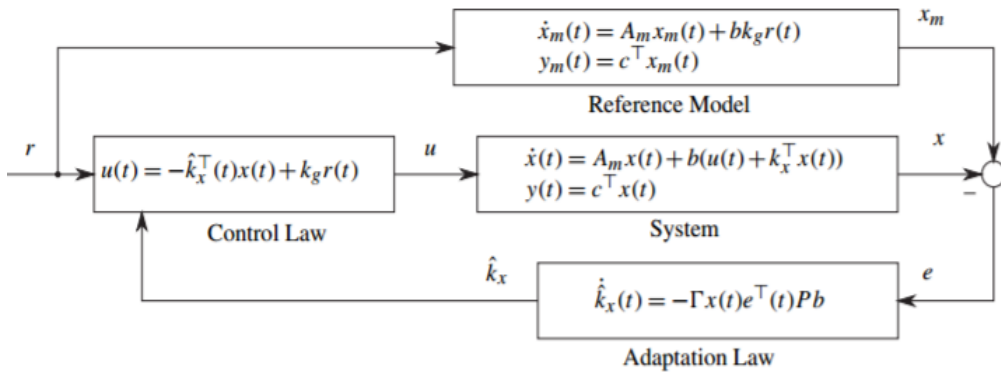 x_m
ẋ_m(t) = A_m x_m(t) + bk_g r(t)
y_m(t) = c^⊤ x_m(t)
Reference Model
r
u(t) = −k̂_x^⊤(t)x(t) + k_g r(t)
Control Law
u
ẋ(t) = A_m x(t) + b(u(t) + k_x^⊤ x(t))
y(t) = c^⊤ x(t)
System
x
−
k̂_x
k̂̇_x(t) = −Γx(t)e^⊤(t)Pb
Adaptation Law
e